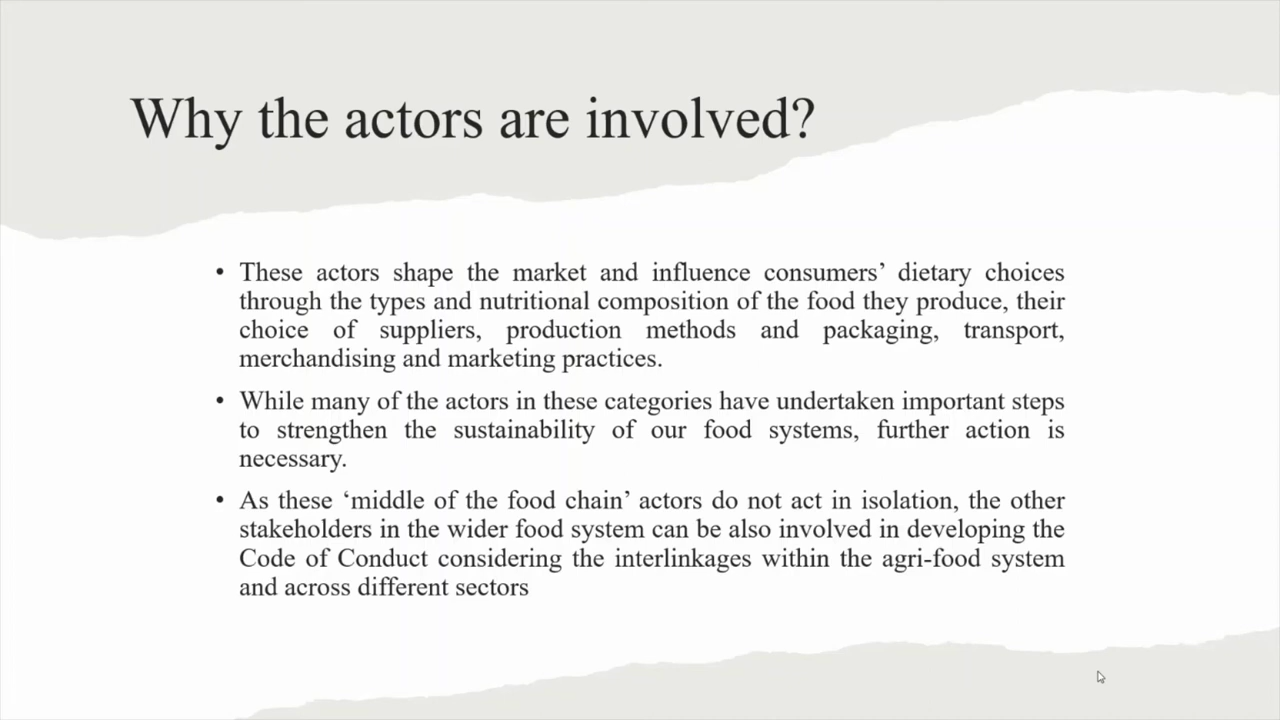 Why the actors are involved?
• These actors shape the market and influence consumers’ dietary choices
through the types and nutritional composition of the food they produce, their
choice of suppliers, production methods and packaging, transport,
merchandising and marketing practices.
• While many of the actors in these categories have undertaken important steps
to strengthen the sustainability of our food systems, further action is
necessary.
• As these ‘middle of the food chain’ actors do not act in isolation, the other
stakeholders in the wider food system can be also involved in developing the
Code of Conduct considering the interlinkages within the agri-food system
and across different sectors